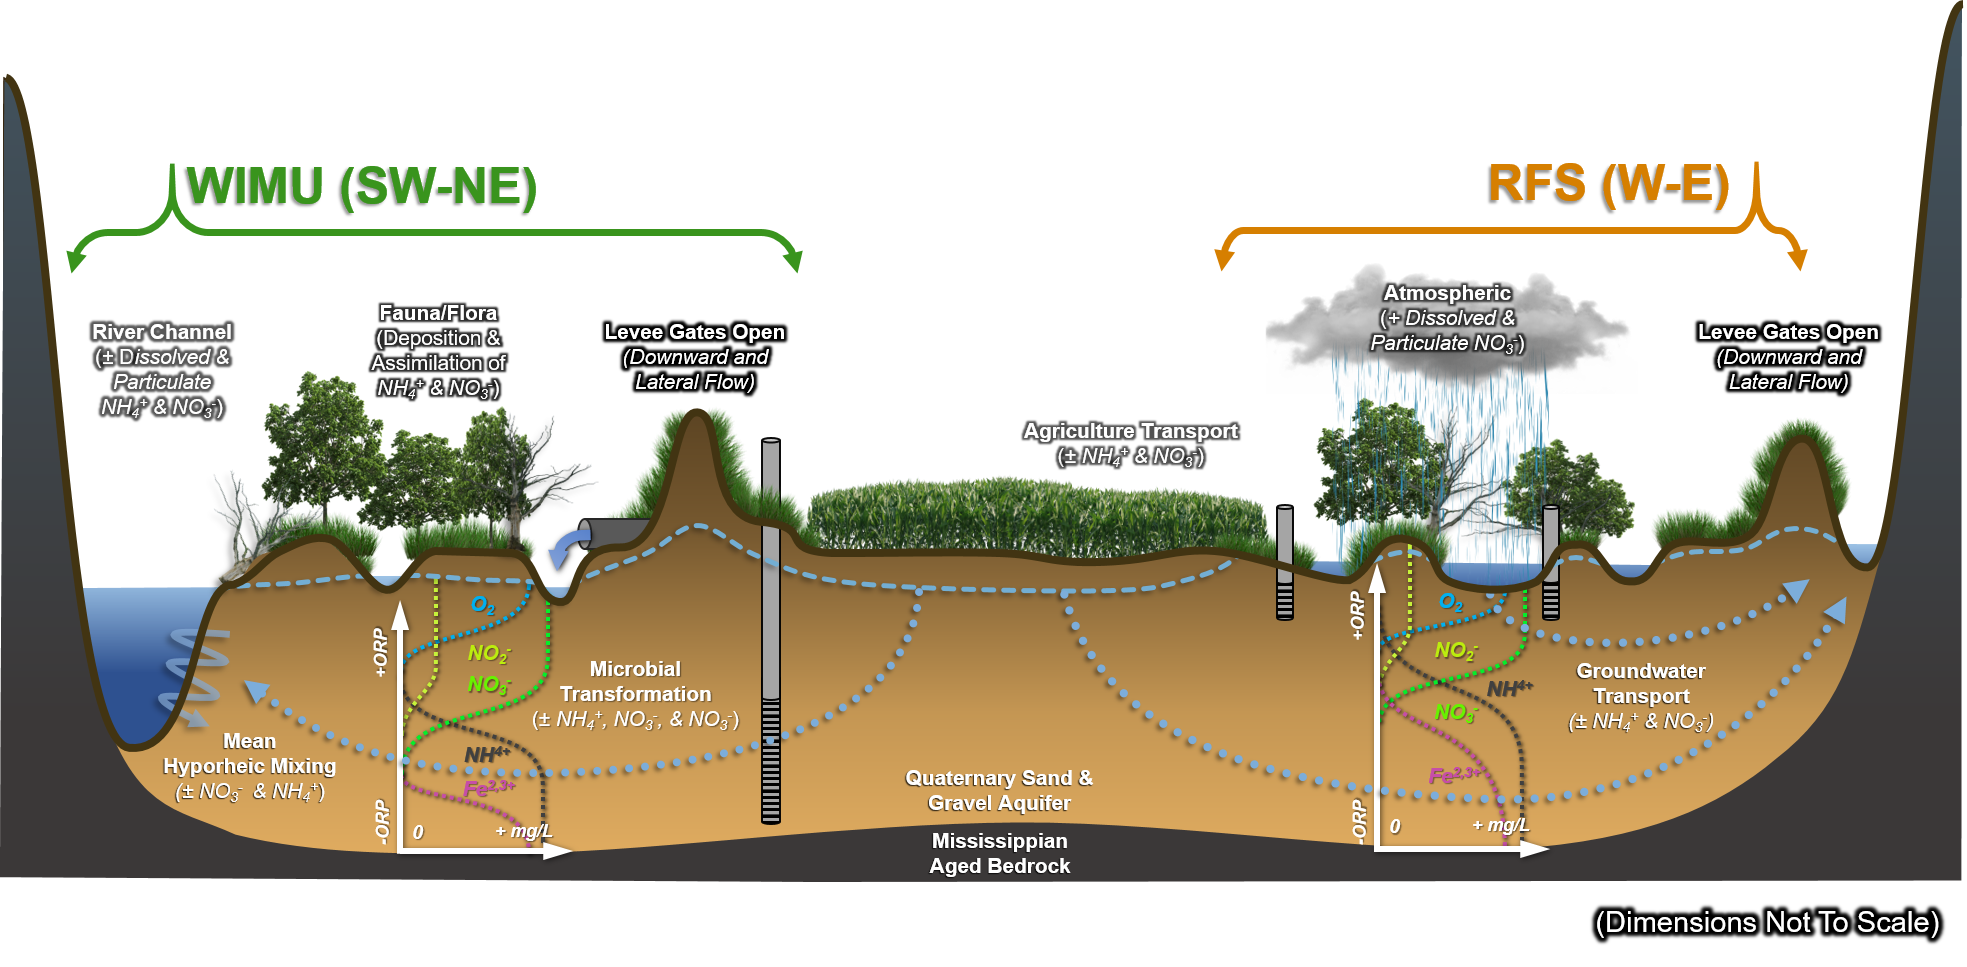 WIMU (SW-NE)
RFS (W-E)
River Channel
(± Dissolved &
Particulate
NH₄⁺ & NO₃⁻)
Fauna/Flora
(Deposition &
Assimilation of
NH₄⁺ & NO₃⁻)
Levee Gates Open
(Downward and
Lateral Flow)
Agriculture Transport
(± NH₄⁺ & NO₃⁻)
Atmospheric
(+ Dissolved &
Particulate NO₃⁻)
Levee Gates Open
(Downward and
Lateral Flow)
+ORP
-ORP
O₂
NO₂⁻
NO₃⁻
NH⁴⁺
Fe²,³⁺
0
+ mg/L
Mean
Hyporheic Mixing
(± NO₃⁻ & NH₄⁺)
Microbial
Transformation
(± NH₄⁺, NO₃⁻, & NO₃⁻)
Quaternary Sand &
Gravel Aquifer
Mississippian
Aged Bedrock
+ORP
-ORP
O₂
NO₂⁻
NH⁴⁺
NO₃⁻
Fe²,³⁺
0
+ mg/L
Groundwater
Transport
(± NH₄⁺ & NO₃⁻)
(Dimensions Not To Scale)